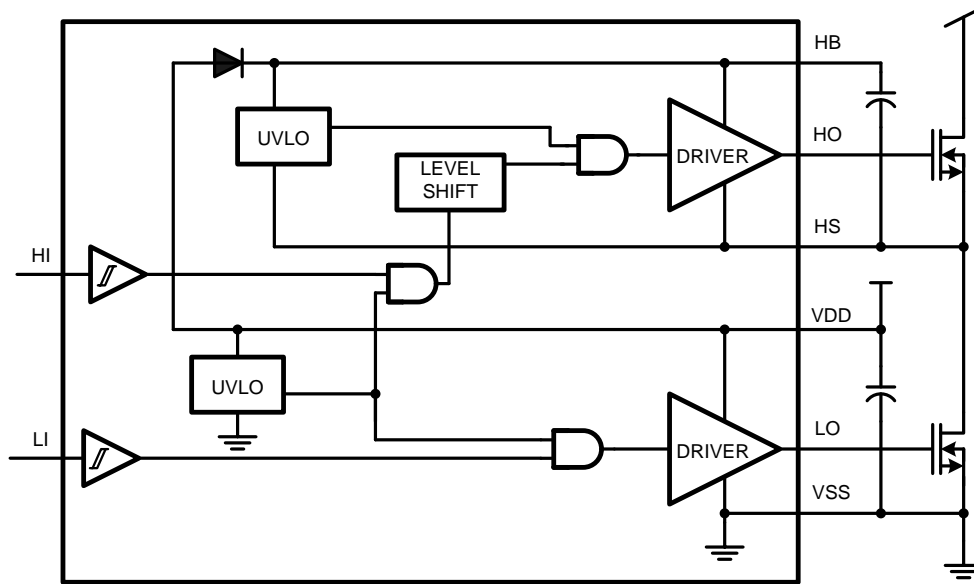 HB
UVLO
DRIVER
HO
LEVEL
SHIFT
HS
HI
VDD
UVLO
LI
DRIVER
LO
VSS